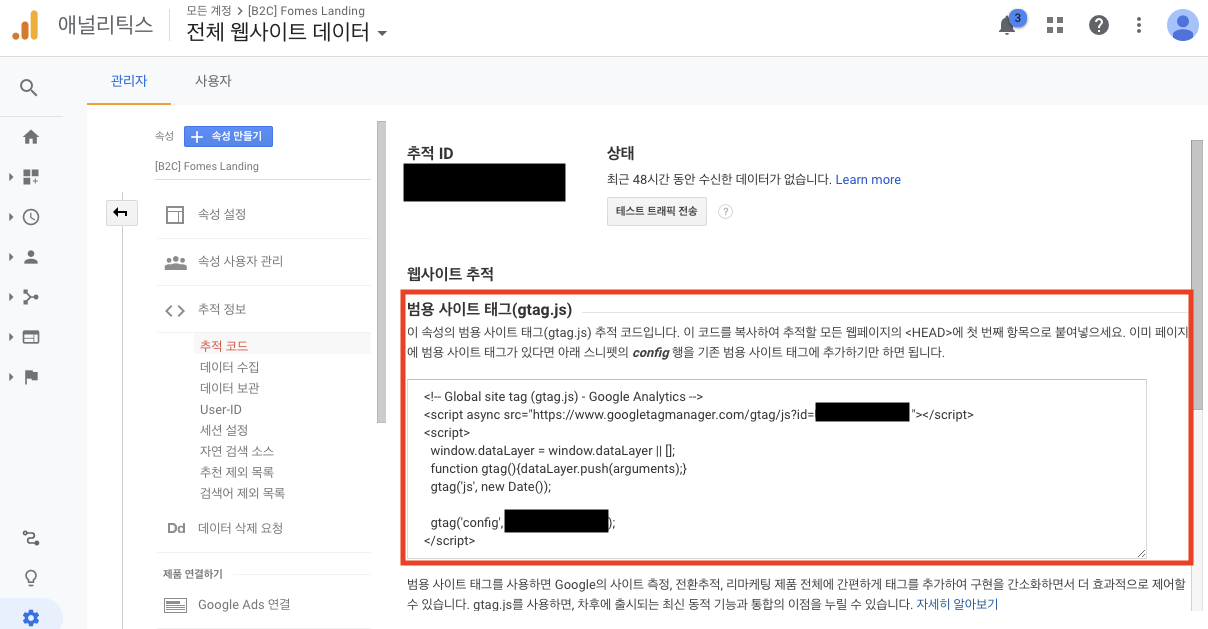 애널리틱스
모든 계정 > [B2C] Fomes Landing
전체 웹사이트 데이터
3
관리자
사용자
속성
속성 만들기
[B2C] Fomes Landing
속성 설정
속성 사용자 관리
추적 정보
추적 코드
데이터 수집
데이터 보관
User-ID
세션 설정
자연 검색 소스
추천 제외 목록
검색어 제외 목록
Dd 데이터 삭제 요청
제품 연결하기
Google Ads 연결
추적 ID
상태
최근 48시간 동안 수신한 데이터가 없습니다. Learn more
테스트 트래픽 전송
?
웹사이트 추적
범용 사이트 태그(gtag.js)
이 속성의 범용 사이트 태그(gtag.js) 추적 코드입니다. 이 코드를 복사하여 추적할 모든 웹페이지의 <HEAD>에 첫 번째 항목으로 붙여넣으세요. 이미 페이지
에 범용 사이트 태그가 있다면 아래 스니펫의 config 행을 기존 범용 사이트 태그에 추가하기만 하면 됩니다.
<!-- Global site tag (gtag.js) - Google Analytics -->
<script async src="https://www.googletagmanager.com/gtag/js?id= "></script>
<script>
window.dataLayer = window.dataLayer || [];
function gtag(){dataLayer.push(arguments);}
gtag('js', new Date());
gtag('config', );
</script>
범용 사이트 태그를 사용하면 Google의 사이트 측정, 전환추적, 리마케팅 제품 전체에 간편하게 태그를 추가하여 구현을 간소화하면서 더 효과적으로 제어할
수 있습니다. gtag.js를 사용하면, 차후에 출시되는 최신 동적 기능과 통합의 이점을 누릴 수 있습니다. 자세히 알아보기